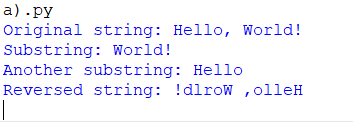 a).py
Original string: Hello, World!
Substring: World!
Another substring: Hello
Reversed string: !dlroW ,olleH